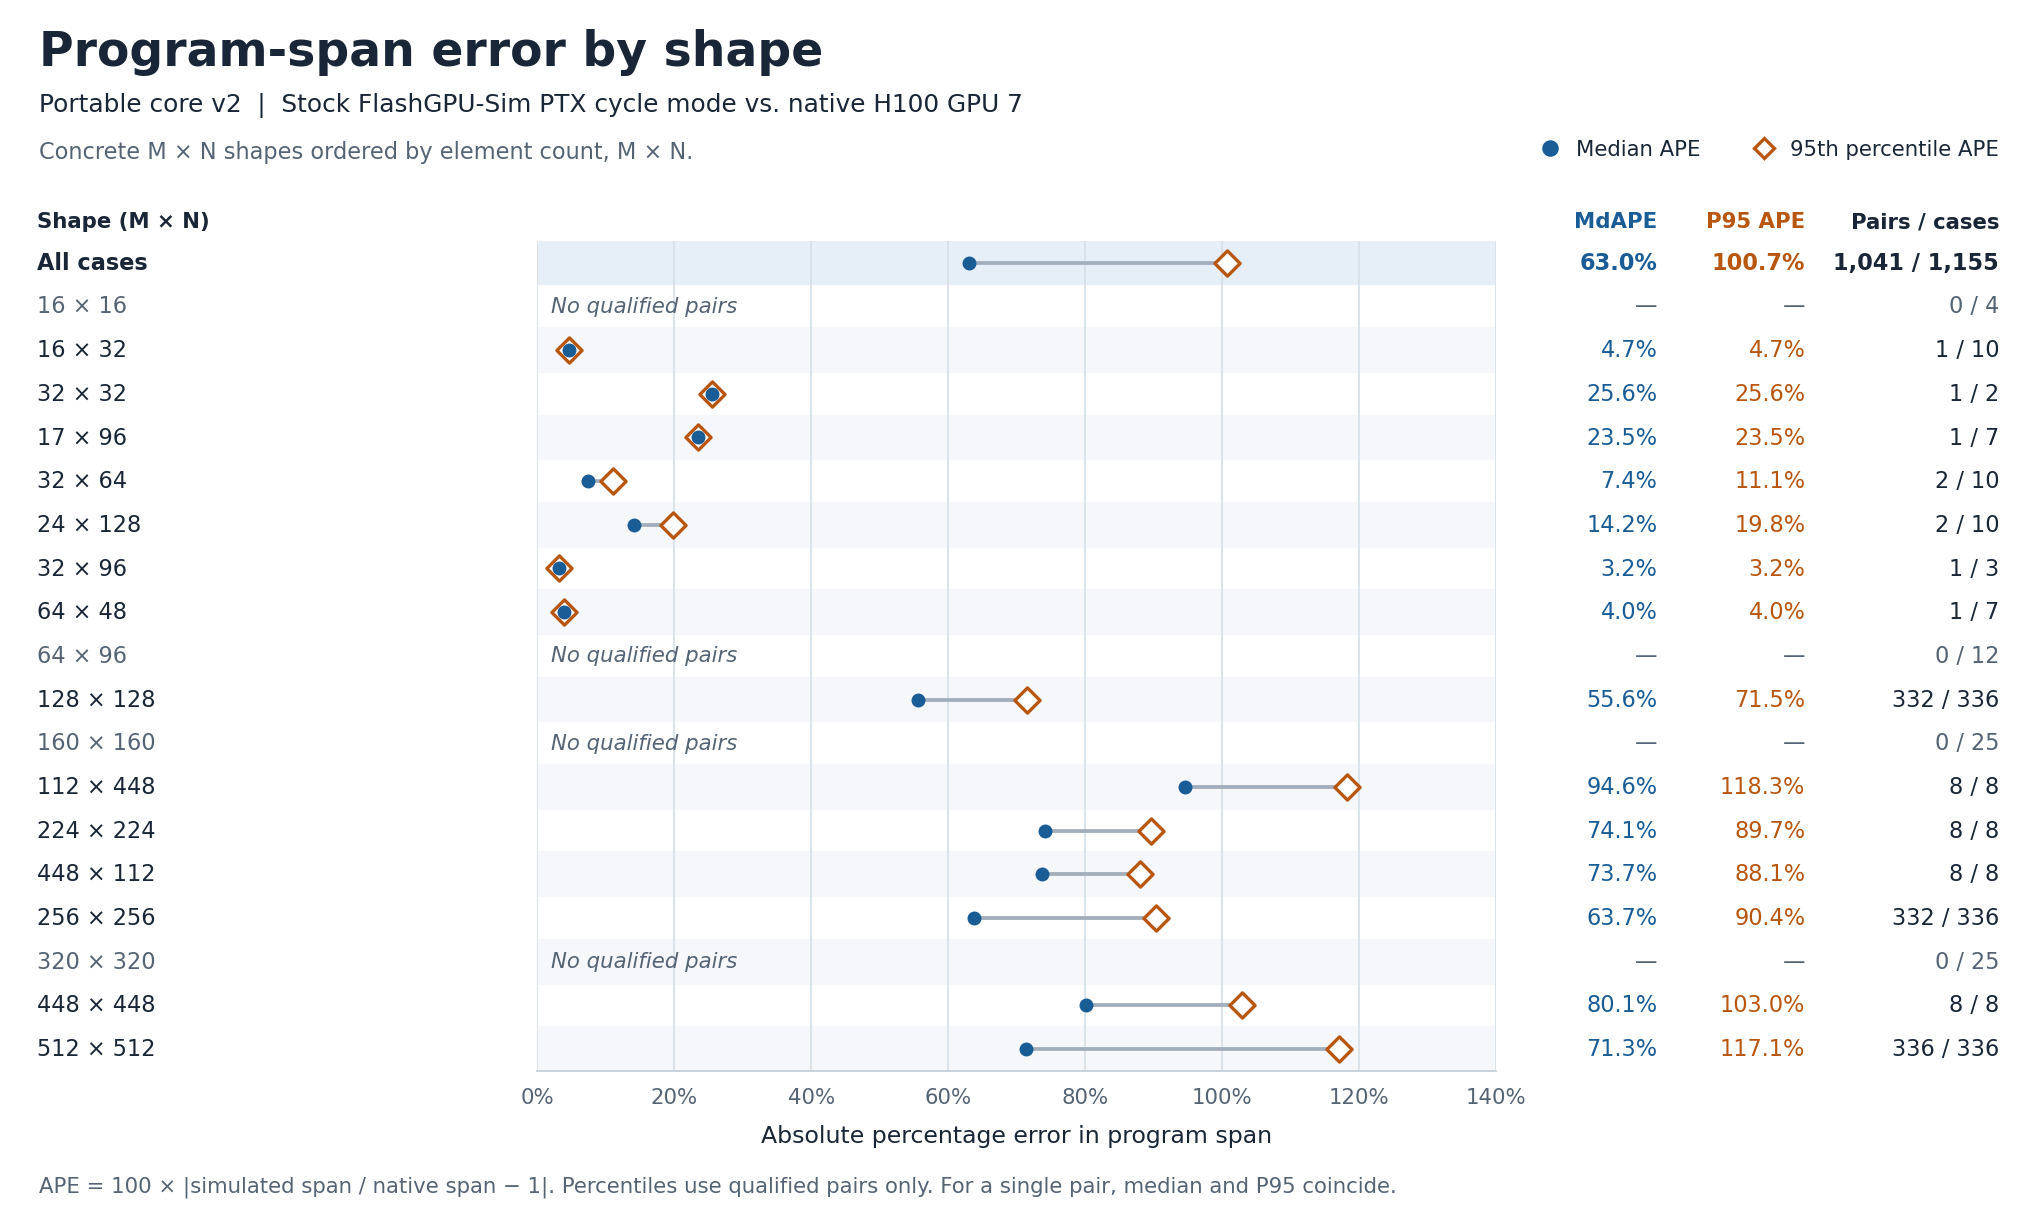 Program-span error by shape
Portable core v2 | Stock FlashGPU-Sim PTX cycle mode vs. native H100 GPU 7
Concrete M × N shapes ordered by element count, M × N.
Median APE 95th percentile APE
Shape (M × N) MdAPE P95 APE Pairs / cases
All cases 63.0% 100.7% 1,041 / 1,155
16 × 16 No qualified pairs — — 0 / 4
16 × 32 4.7% 4.7% 1 / 10
32 × 32 25.6% 25.6% 1 / 2
17 × 96 23.5% 23.5% 1 / 7
32 × 64 7.4% 11.1% 2 / 10
24 × 128 14.2% 19.8% 2 / 10
32 × 96 3.2% 3.2% 1 / 3
64 × 48 4.0% 4.0% 1 / 7
64 × 96 No qualified pairs — — 0 / 12
128 × 128 55.6% 71.5% 332 / 336
160 × 160 No qualified pairs — — 0 / 25
112 × 448 94.6% 118.3% 8 / 8
224 × 224 74.1% 89.7% 8 / 8
448 × 112 73.7% 88.1% 8 / 8
256 × 256 63.7% 90.4% 332 / 336
320 × 320 No qualified pairs — — 0 / 25
448 × 448 80.1% 103.0% 8 / 8
512 × 512 71.3% 117.1% 336 / 336
0% 20% 40% 60% 80% 100% 120% 140%
Absolute percentage error in program span
APE = 100 × |simulated span / native span − 1|. Percentiles use qualified pairs only. For a single pair, median and P95 coincide.